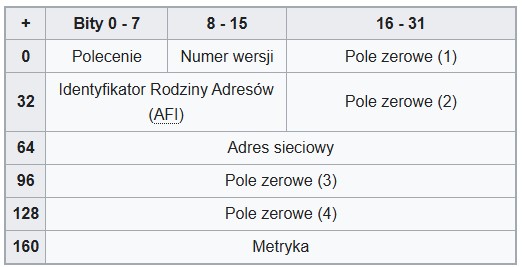 + Bity 0 - 7 8 - 15 16 - 31
0 Polecenie Numer wersji Pole zerowe (1)
32 Identyfikator Rodziny Adresów (AFI) Pole zerowe (2)
64 Adres sieciowy
96 Pole zerowe (3)
128 Pole zerowe (4)
160 Metryka